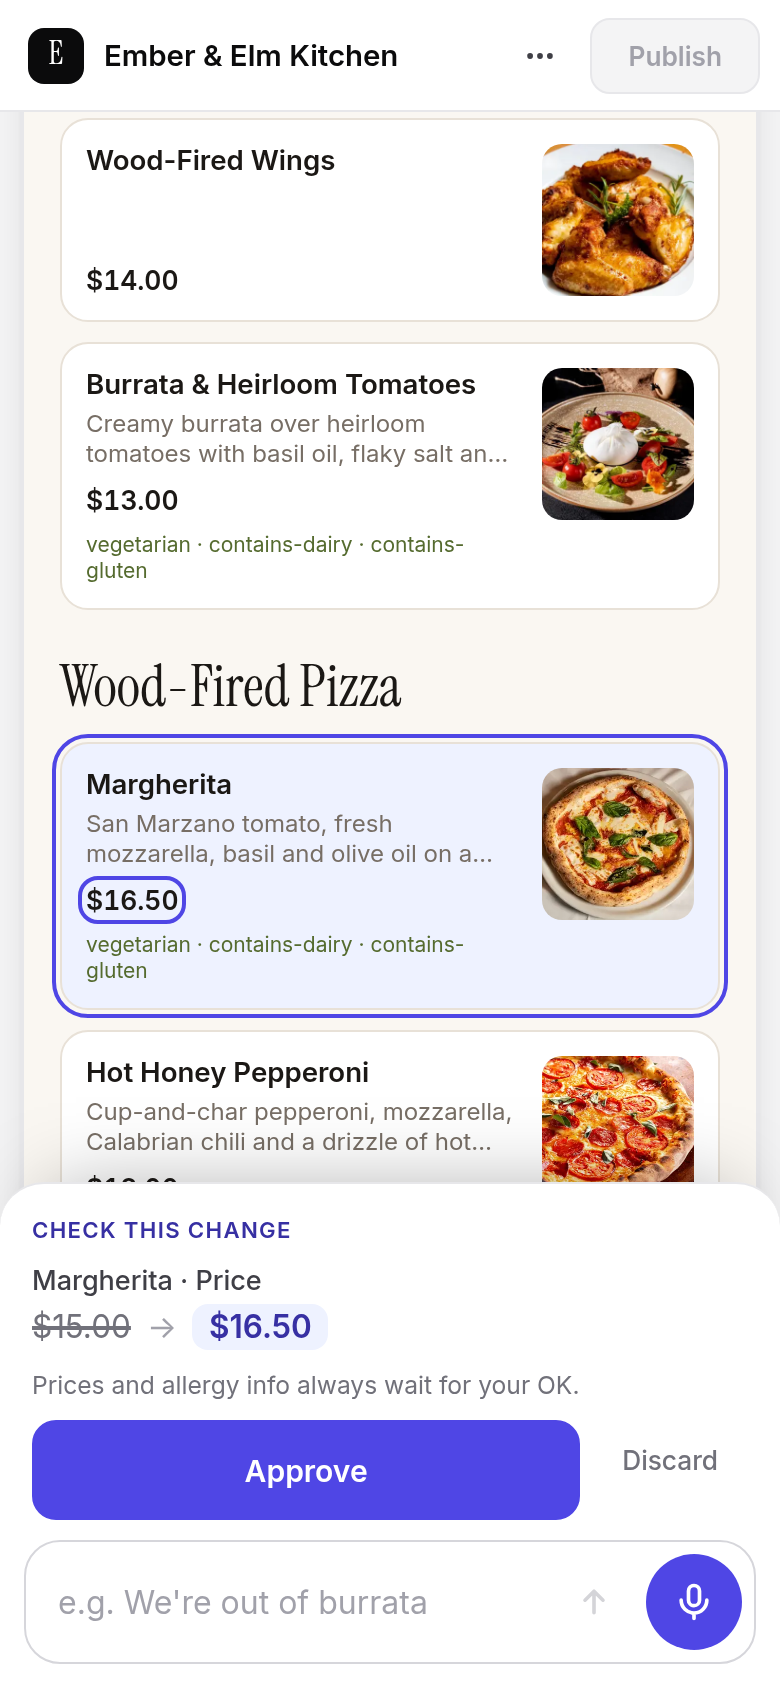 E
Ember & Elm Kitchen
Publish
Wood-Fired Wings
$14.00
Burrata & Heirloom Tomatoes
Creamy burrata over heirloom
tomatoes with basil oil, flaky salt an...
$13.00
vegetarian · contains-dairy · contains-
gluten
Wood-Fired Pizza
Margherita
San Marzano tomato, fresh
mozzarella, basil and olive oil on a...
$16.50
vegetarian · contains-dairy · contains-
gluten
Hot Honey Pepperoni
Cup-and-char pepperoni, mozzarella,
Calabrian chili and a drizzle of hot...
CHECK THIS CHANGE
Margherita · Price
$15.00 → $16.50
Prices and allergy info always wait for your OK.
Approve
Discard
e.g. We're out of burrata